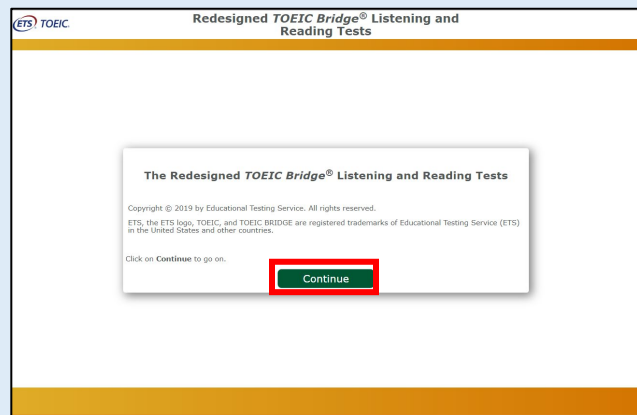 ETS TOEIC.
Redesigned TOEIC Bridge® Listening and
Reading Tests
The Redesigned TOEIC Bridge® Listening and Reading Tests
Copyright © 2019 by Educational Testing Service. All rights reserved.
ETS, the ETS logo, TOEIC, and TOEIC BRIDGE are registered trademarks of Educational Testing Service (ETS)
in the United States and other countries.
Click on Continue to go on.
Continue